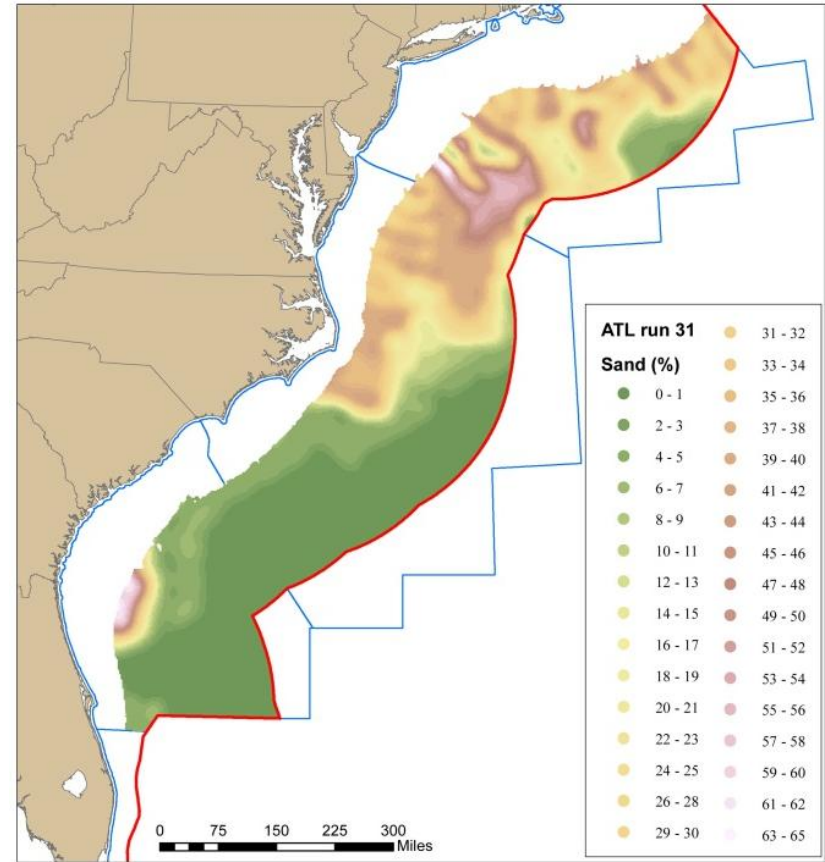 ATL run 31
Sand (%)
0 - 1
2 - 3
4 - 5
6 - 7
8 - 9
10 - 11
12 - 13
14 - 15
16 - 17
18 - 19
20 - 21
22 - 23
24 - 25
26 - 28
29 - 30
31 - 32
33 - 34
35 - 36
37 - 38
39 - 40
41 - 42
43 - 44
45 - 46
47 - 48
49 - 50
51 - 52
53 - 54
55 - 56
57 - 58
59 - 60
61 - 62
63 - 65
0 75 150 225 300
Miles